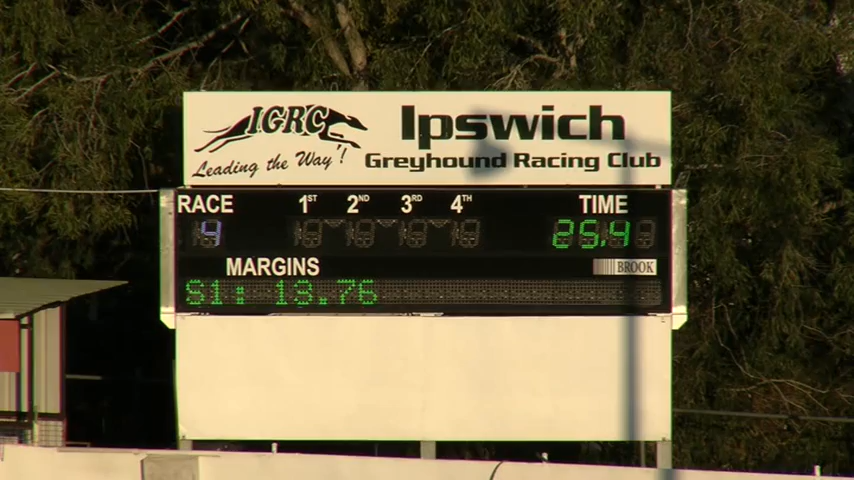 IGRC
Leading the Way'!
Ipswich
Greyhound Racing Club
RACE 1ST 2ND 3RD 4TH TIME
4 25.4
MARGINS BROOK
S1: 13.76